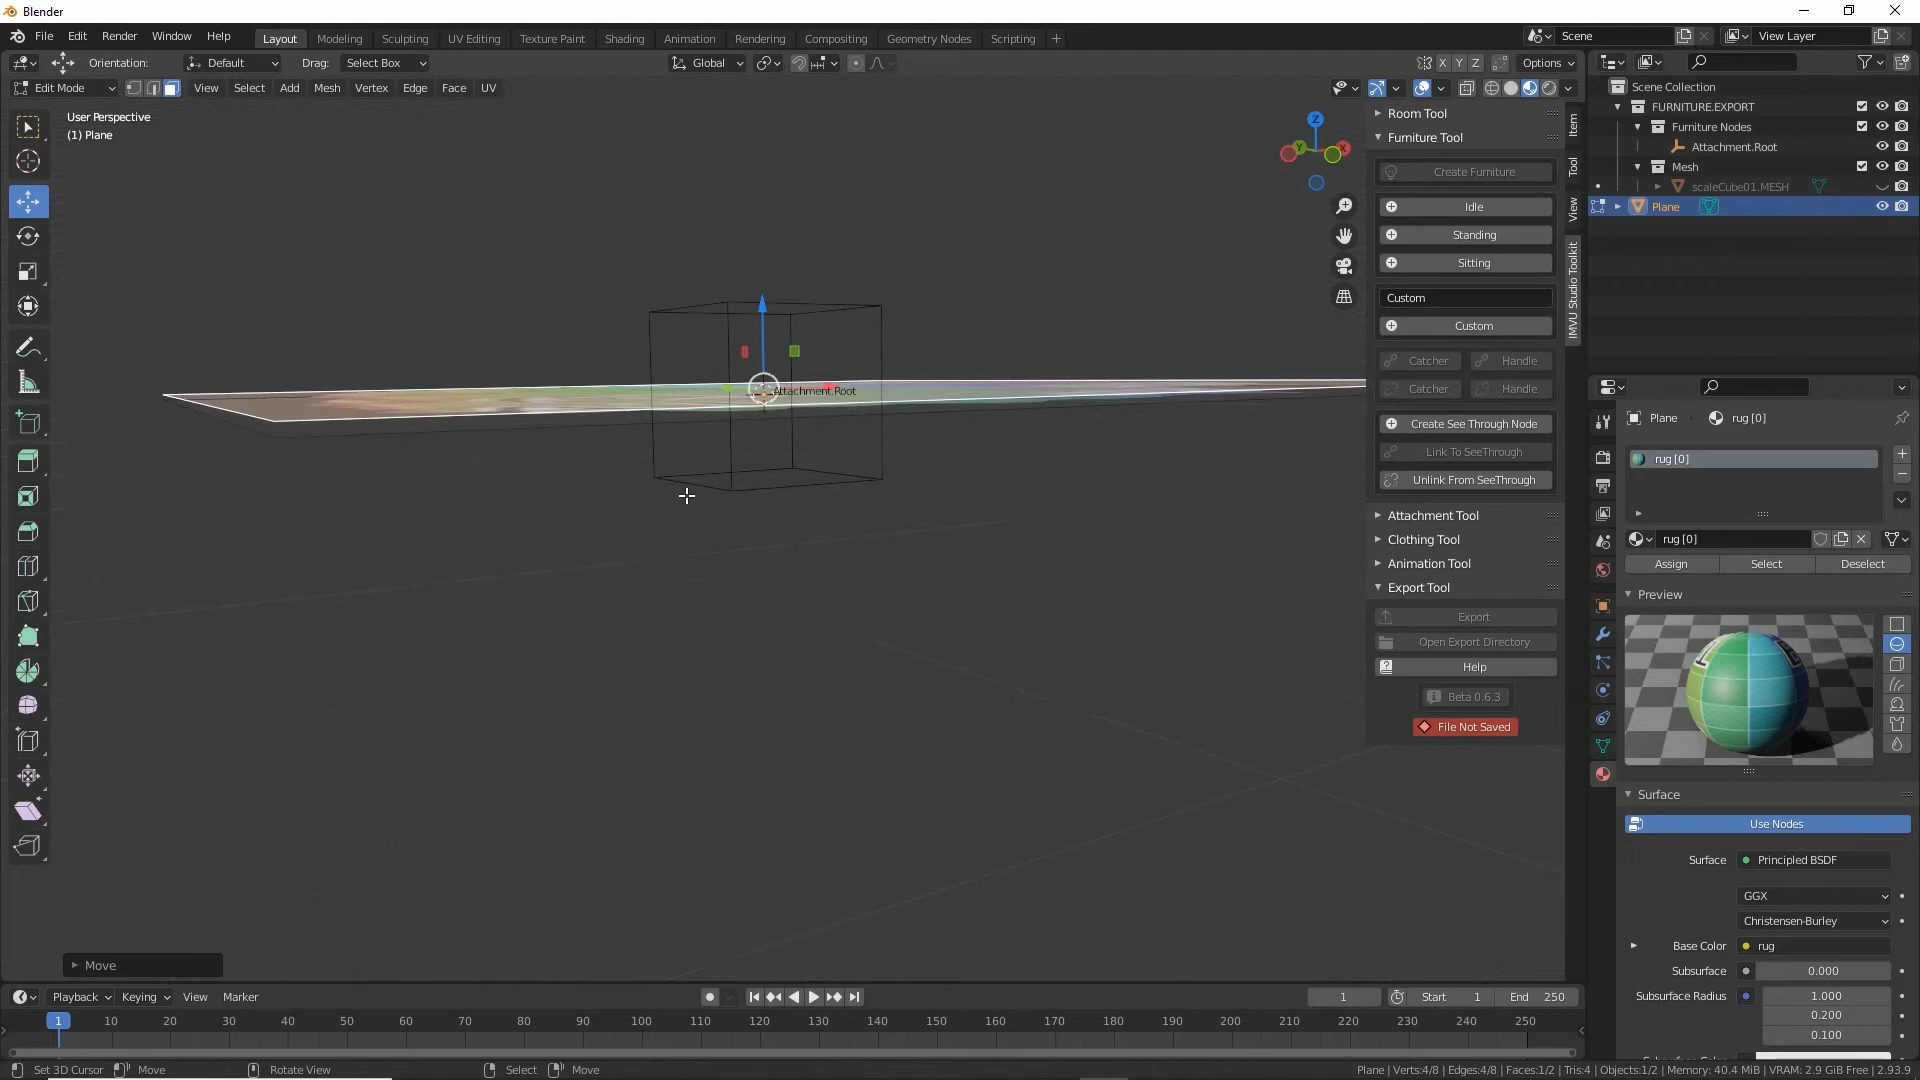 Blender
File Edit Render Window Help
Layout Modeling Sculpting UV Editing Texture Paint Shading Animation Rendering Compositing Geometry Nodes Scripting +
Scene
View Layer
Orientation: Default Drag: Select Box Global X Y Z Options
Edit Mode View Select Add Mesh Vertex Edge Face UV
User Perspective
(1) Plane
Z
Y
X
Attachment.Root
Move
Room Tool
Furniture Tool
Create Furniture
Idle
Standing
Sitting
Custom
Custom
Catcher Handle
Catcher Handle
Create See Through Node
Link To SeeThrough
Unlink From SeeThrough
Attachment Tool
Clothing Tool
Animation Tool
Export Tool
Export
Open Export Directory
Help
Beta 0.6.3
File Not Saved
Item
Tool
View
IMVU Studio Toolkit
Scene Collection
FURNITURE.EXPORT
Furniture Nodes
Attachment.Root
Mesh
scaleCube01.MESH
Plane
Plane rug [0]
rug [0]
rug [0]
Assign Select Deselect
Preview
Surface
Use Nodes
Surface Principled BSDF
GGX
Christensen-Burley
Base Color rug
Subsurface 0.000
Subsurface Radius 1.000
0.200
0.100
Playback Keying View Marker
1 Start 1 End 250
1 10 20 30 40 50 60 70 80 90 100 110 120 130 140 150 160 170 180 190 200 210 220 230 240 250
Set 3D Cursor Move Rotate View Select Move
Plane | Verts:4/8 | Edges:4/8 | Faces:1/2 | Tris:4 | Objects:1/2 | Memory: 40.4 MiB | VRAM: 2.9 GiB Free | 2.93.9